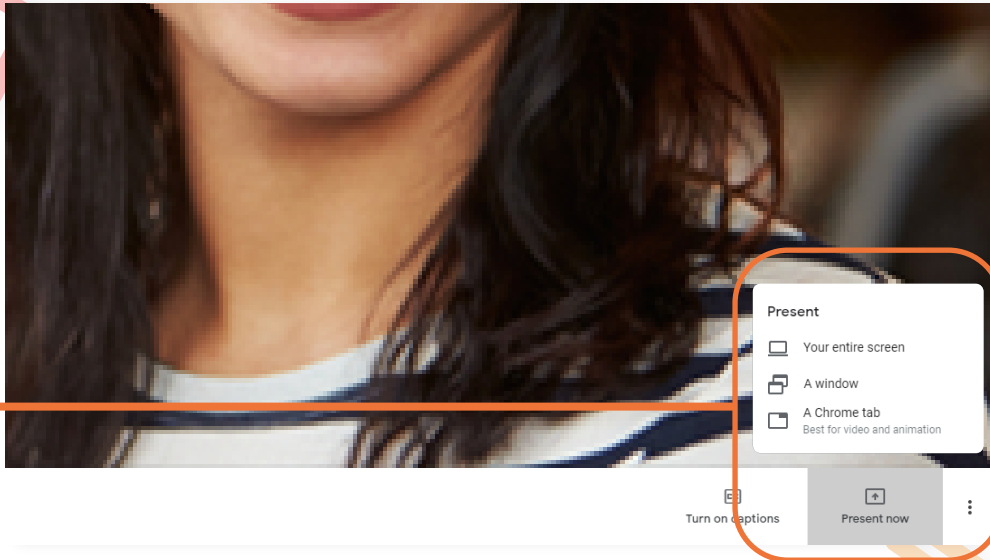 Present
Your entire screen
A window
A Chrome tab
Best for video and animation
Turn on captions
Present now